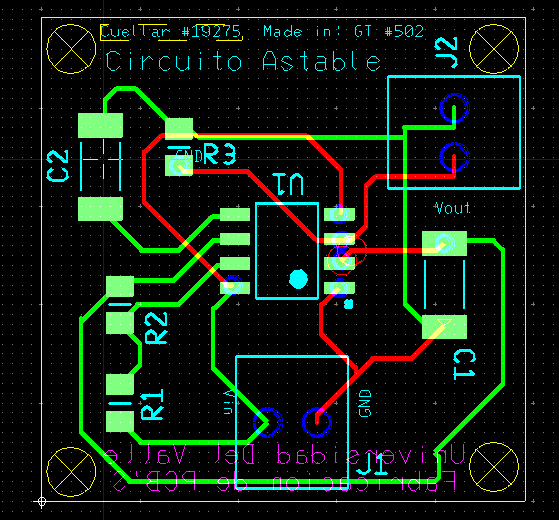 Cuellar #19275 Made in: GT #502
Circuito Astable
J2
C2
GND
R3
U1
Vout
R2
C1
R1
Vin
GND
J1
Universidad Del Valle
Fabricacion de PCB's